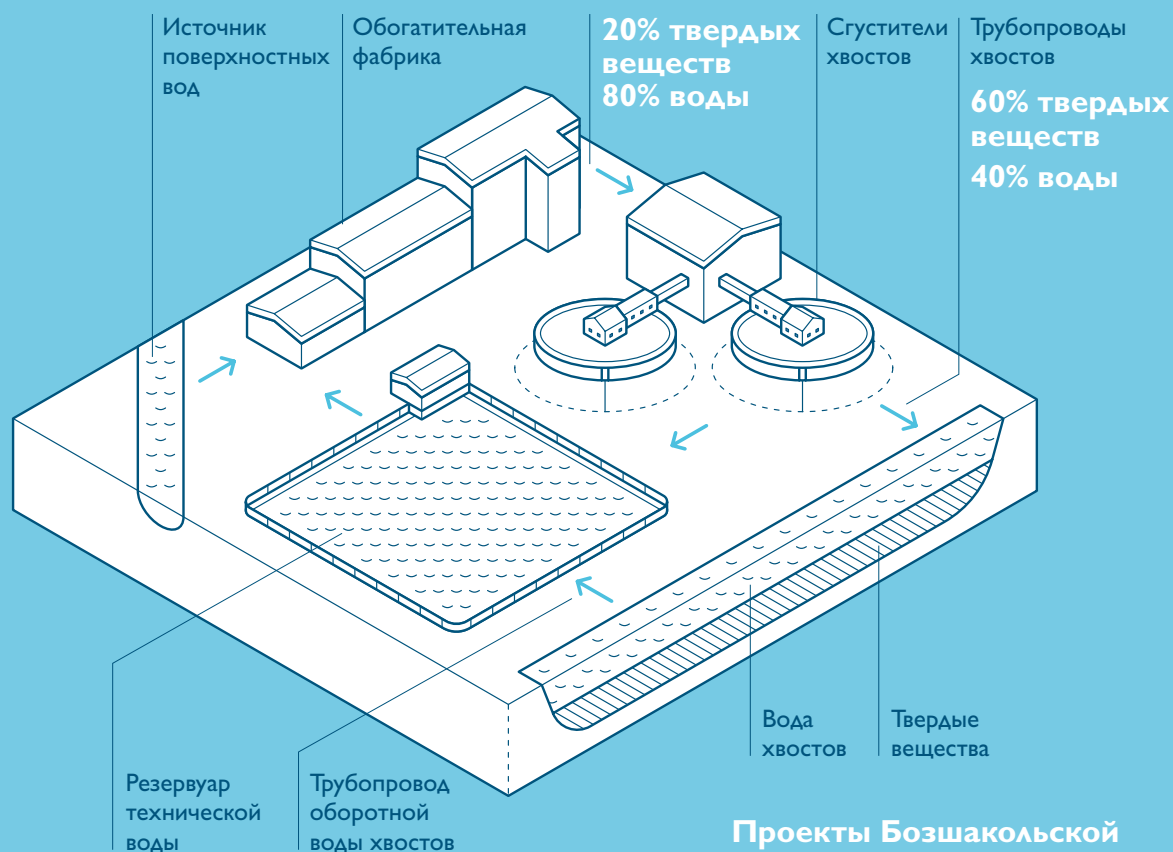 Источник
поверхностных
вод
Обогатительная
фабрика
20% твердых
веществ
80% воды
Сгустители
хвостов
Трубопроводы
хвостов
60% твердых
веществ
40% воды
Вода
хвостов
Твердые
вещества
Резервуар
технической
воды
Трубопровод
оборотной
воды хвостов
Проекты Бозшакольской